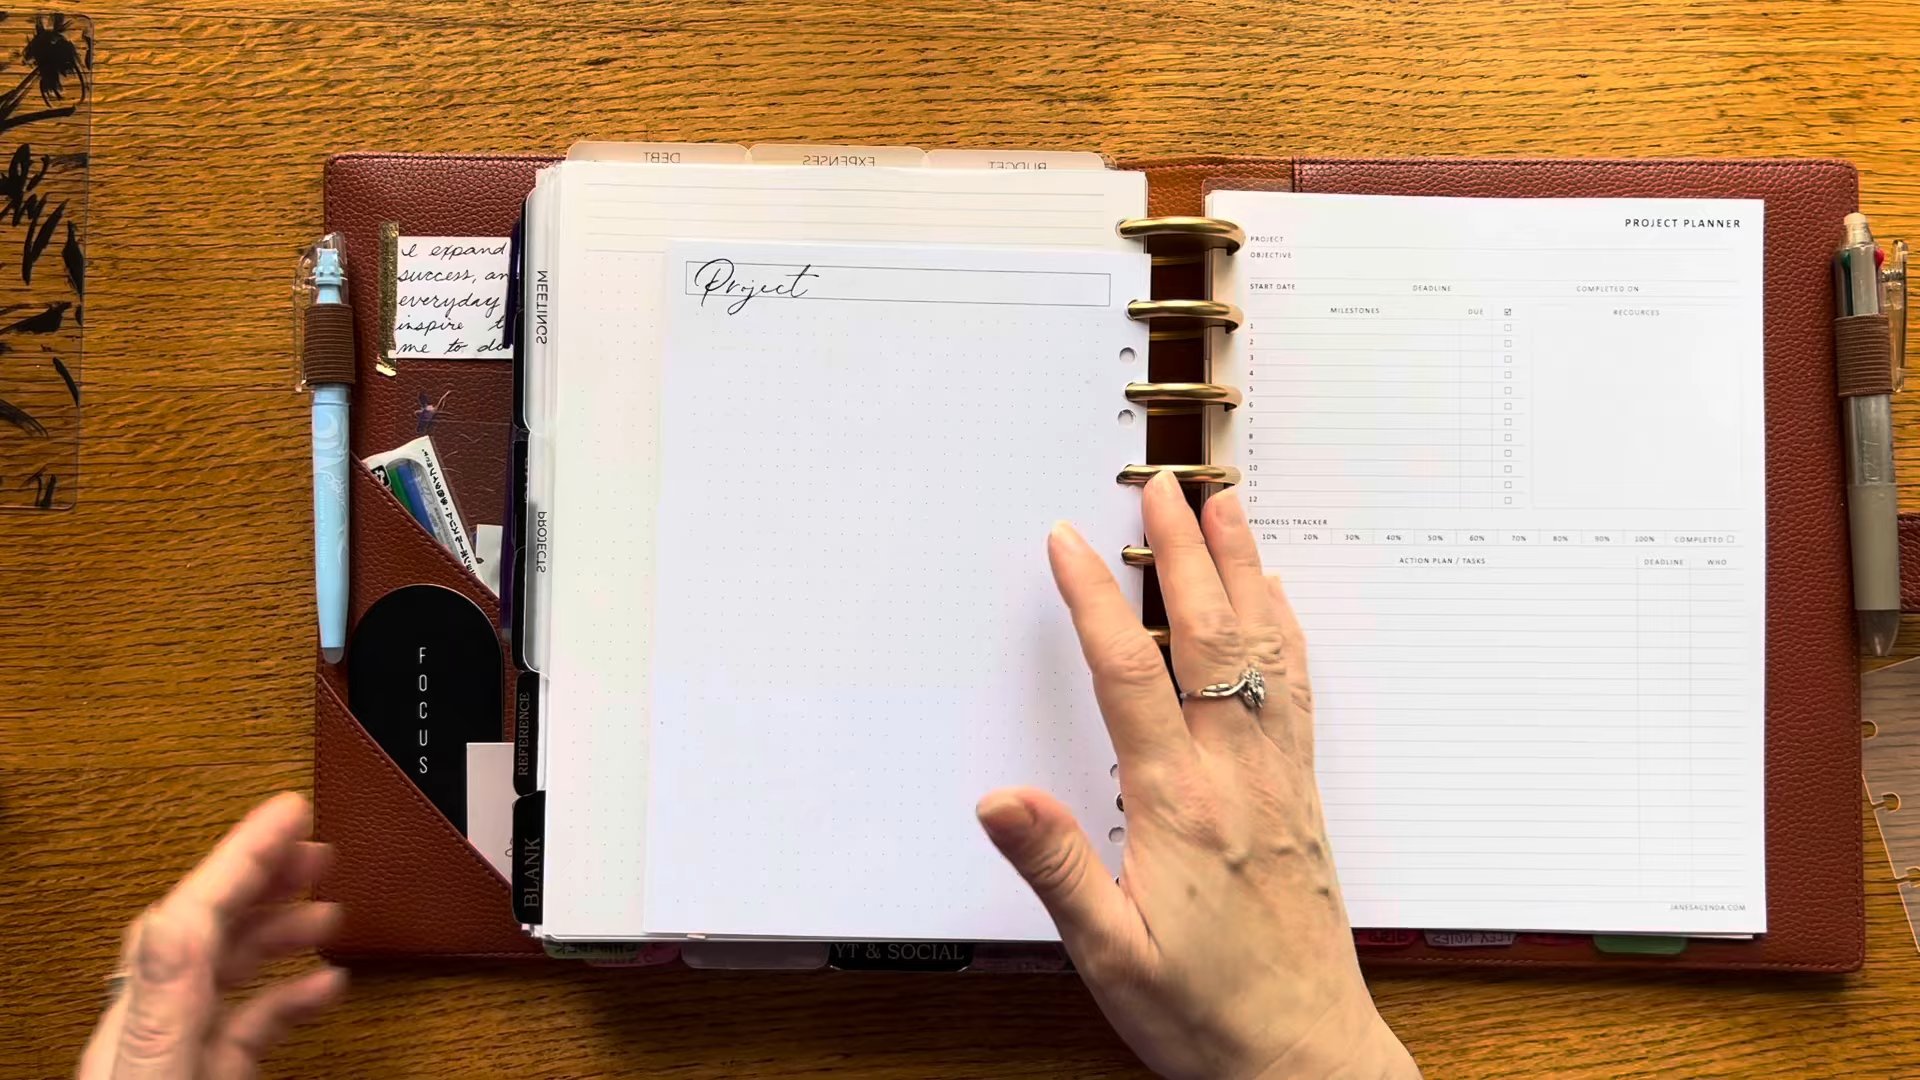 DEBT
EXPENSES
BUDGET
I expand
success, an
everyday
inspire t
me to do
MEETINGS
PROJECTS
REFERENCE
BLANK
FOCUS
Project
YT & SOCIAL
PROJECT PLANNER
PROJECT
OBJECTIVE
START DATE DEADLINE COMPLETED ON
MILESTONES DUE RECOURCES
1
2
3
4
5
6
7
8
9
10
11
12
PROGRESS TRACKER
10% 20% 30% 40% 50% 60% 70% 80% 90% 100% COMPLETED
ACTION PLAN / TASKS DEADLINE WHO
JANESAGENDA.COM
FLEX NOTES